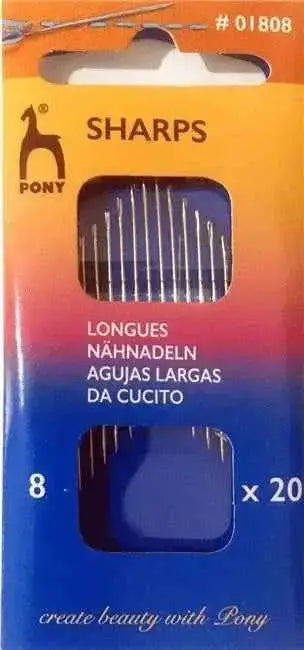 # 01808
SHARPS
®
PONY
LONGUES
NÄHNADELN
AGUJAS LARGAS
DA CUCITO
8
x 20
create beauty with Pony